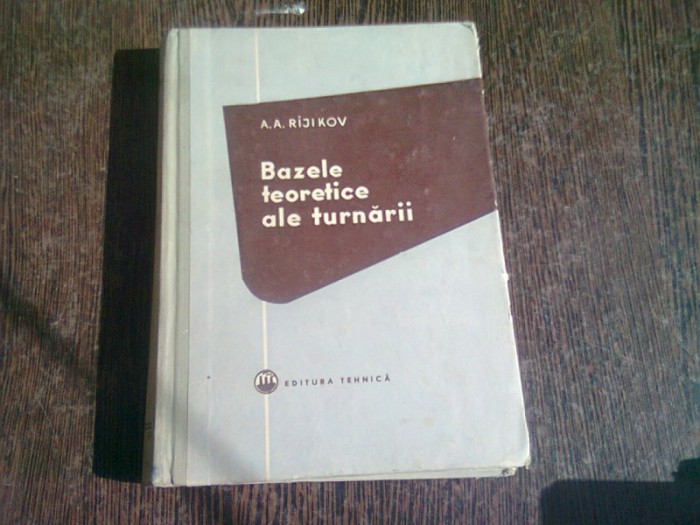 A.A. RÎJIKOV
Bazele
teoretice
ale turnării
EDITURA TEHNICĂ